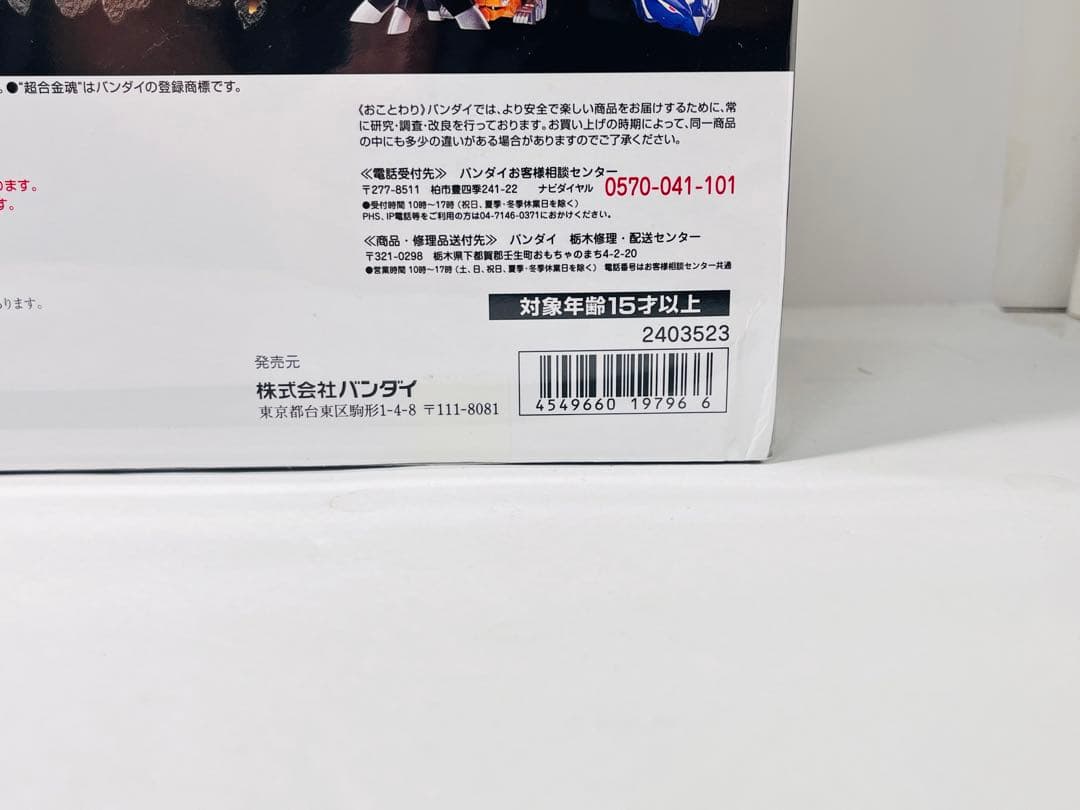 。●“超合金魂”はバンダイの登録商標です。
《おことわり》バンダイでは、より安全で楽しい商品をお届けするために、常
に研究・調査・改良を行っております。お買い上げの時期によって、同一商品
の中にも多少の違いがある場合がありますのでご了承ください。
ります。
す。
≪電話受付先≫ バンダイお客様相談センター
〒277-8511 柏市豊四季241-22 ナビダイヤル 0570-041-101
●受付時間 10時〜17時 (祝日、夏季・冬季休業日を除く)
PHS、IP電話等をご利用の方は04-7146-0371におかけください。
≪商品・修理品送付先≫ バンダイ 栃木修理・配送センター
〒321-0298 栃木県下都賀郡壬生町おもちゃのまち4-2-20
●営業時間 10時〜17時 (土、日、祝日、夏季・冬季休業日を除く) 電話番号はお客様相談センター共通
ります。
対象年齢15才以上
2403523
発売元
株式会社バンダイ
東京都台東区駒形1-4-8 〒111-8081
4549660 197966